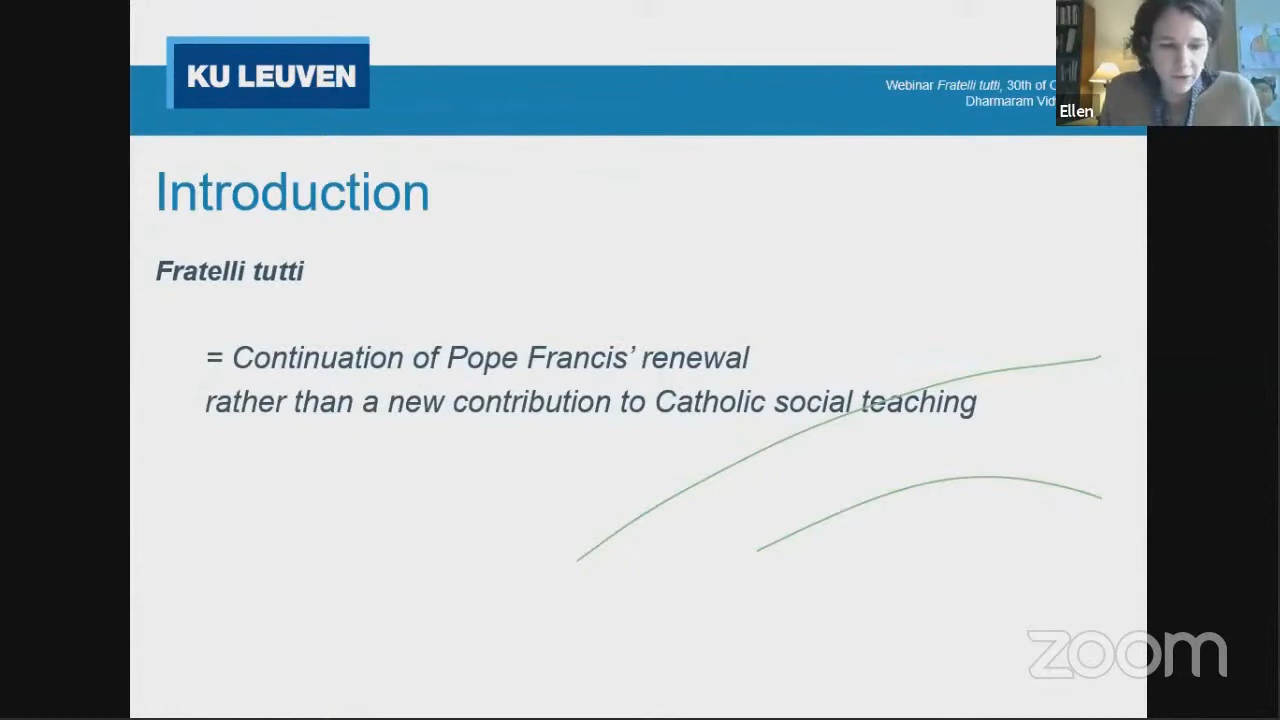 KU LEUVEN
Webinar Fratelli tutti, 30th of
Dharmaram
Ellen
Introduction
Fratelli tutti
= Continuation of Pope Francis’ renewal
rather than a new contribution to Catholic social teaching
zoom